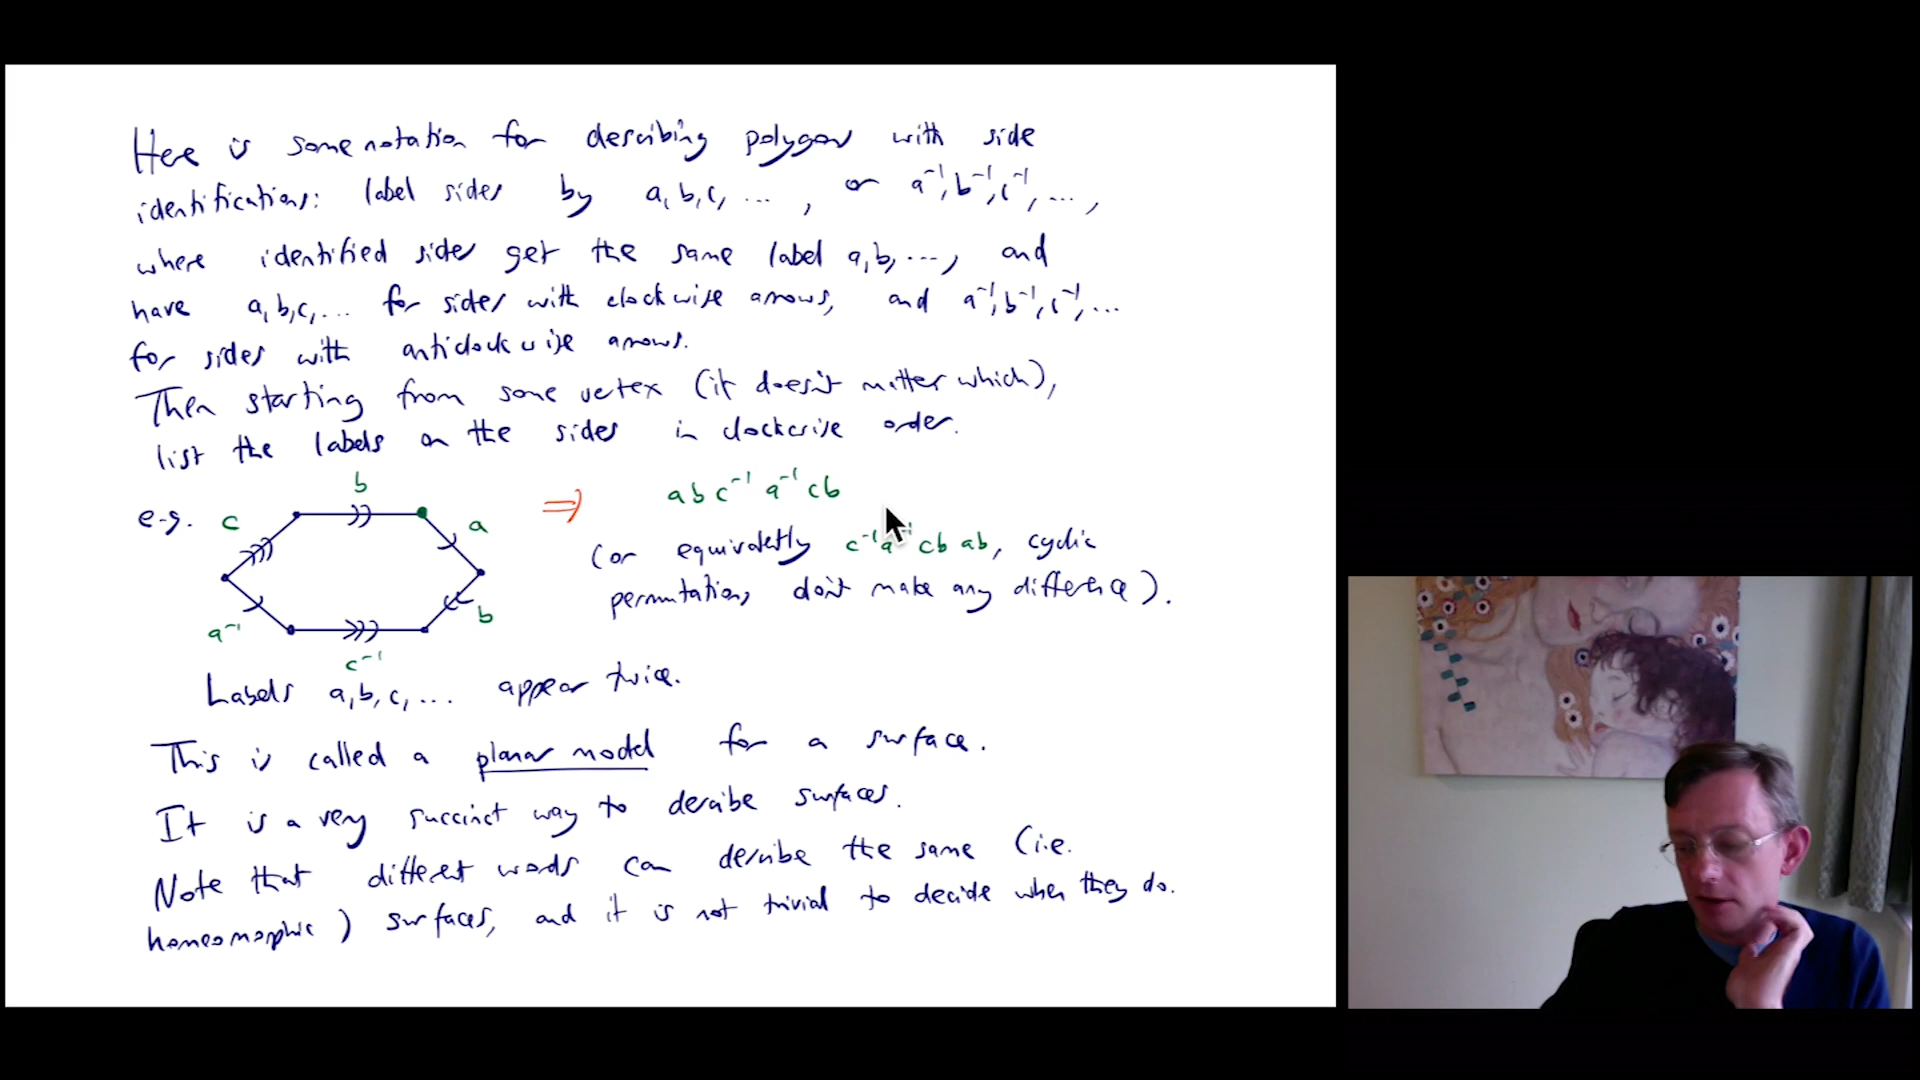 Here is some notation for describing polygons with side
identifications: label sides by a, b, c, ... , or a⁻¹, b⁻¹, c⁻¹, ... ,
where identified sides get the same label a, b, ... , and
have a, b, c, ... for sides with clockwise arrows, and a⁻¹, b⁻¹, c⁻¹, ...
for sides with anticlockwise arrows.
Then starting from some vertex (it doesn't matter which),
list the labels on the sides in clockwise order.
e.g. c b a b c⁻¹ a⁻¹ ⇒ a b c⁻¹ a⁻¹ c b
(or equivalently c⁻¹ a⁻¹ c b a b, cyclic
permutations don't make any difference).
Labels a, b, c, ... appear twice.
This is called a planar model for a surface.
It is a very succinct way to describe surfaces.
Note that different words can describe the same (i.e.
homeomorphic) surfaces, and it is not trivial to decide when they do.